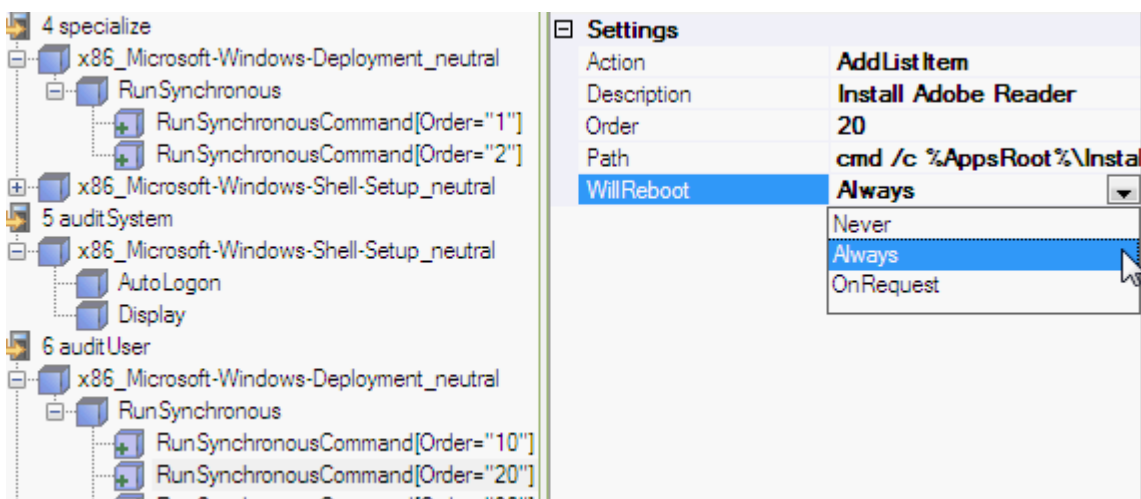 4 specialize
x86_Microsoft-Windows-Deployment_neutral
RunSynchronous
RunSynchronousCommand[Order="1"]
RunSynchronousCommand[Order="2"]
x86_Microsoft-Windows-Shell-Setup_neutral
5 auditSystem
x86_Microsoft-Windows-Shell-Setup_neutral
AutoLogon
Display
6 auditUser
x86_Microsoft-Windows-Deployment_neutral
RunSynchronous
RunSynchronousCommand[Order="10"]
RunSynchronousCommand[Order="20"]
Settings
Action AddListItem
Description Install Adobe Reader
Order 20
Path cmd /c %AppsRoot%\Instal
WillReboot Always
Never
Always
OnRequest